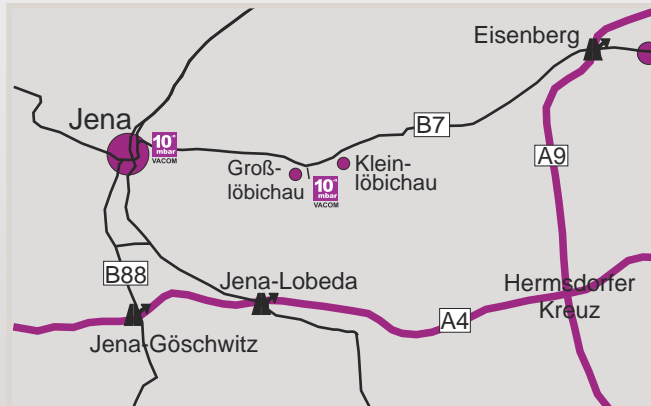 Eisenberg
Jena
10⁻
mbar
VACOM
B7
Groß-
löbichau
Klein-
löbichau
10⁻
mbar
VACOM
A9
B88
Jena-Lobeda
Hermsdorfer
Kreuz
A4
Jena-Göschwitz